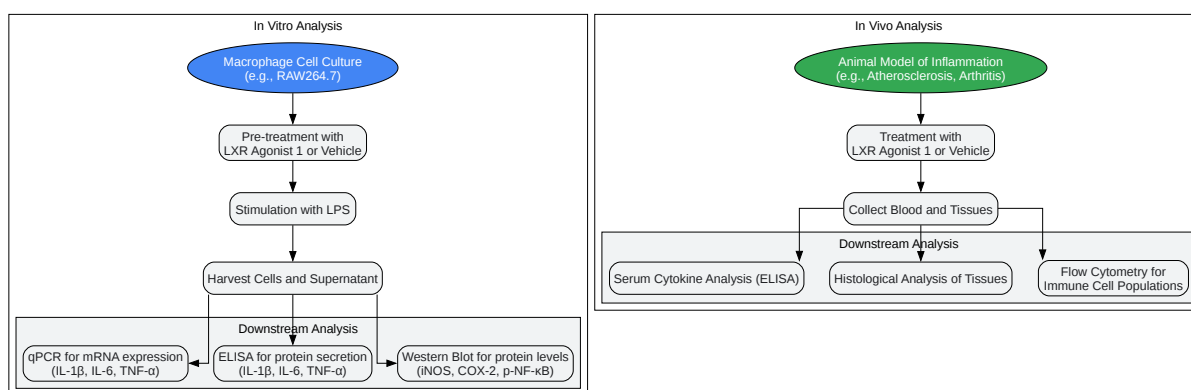 In Vitro Analysis
Macrophage Cell Culture
(e.g., RAW264.7)
Pre-treatment with
LXR Agonist 1 or Vehicle
Stimulation with LPS
Harvest Cells and Supernatant
Downstream Analysis
qPCR for mRNA expression
(IL-1β, IL-6, TNF-α)
ELISA for protein secretion
(IL-1β, IL-6, TNF-α)
Western Blot for protein levels
(iNOS, COX-2, p-NF-κB)
In Vivo Analysis
Animal Model of Inflammation
(e.g., Atherosclerosis, Arthritis)
Treatment with
LXR Agonist 1 or Vehicle
Collect Blood and Tissues
Downstream Analysis
Serum Cytokine Analysis (ELISA)
Histological Analysis of Tissues
Flow Cytometry for
Immune Cell Populations